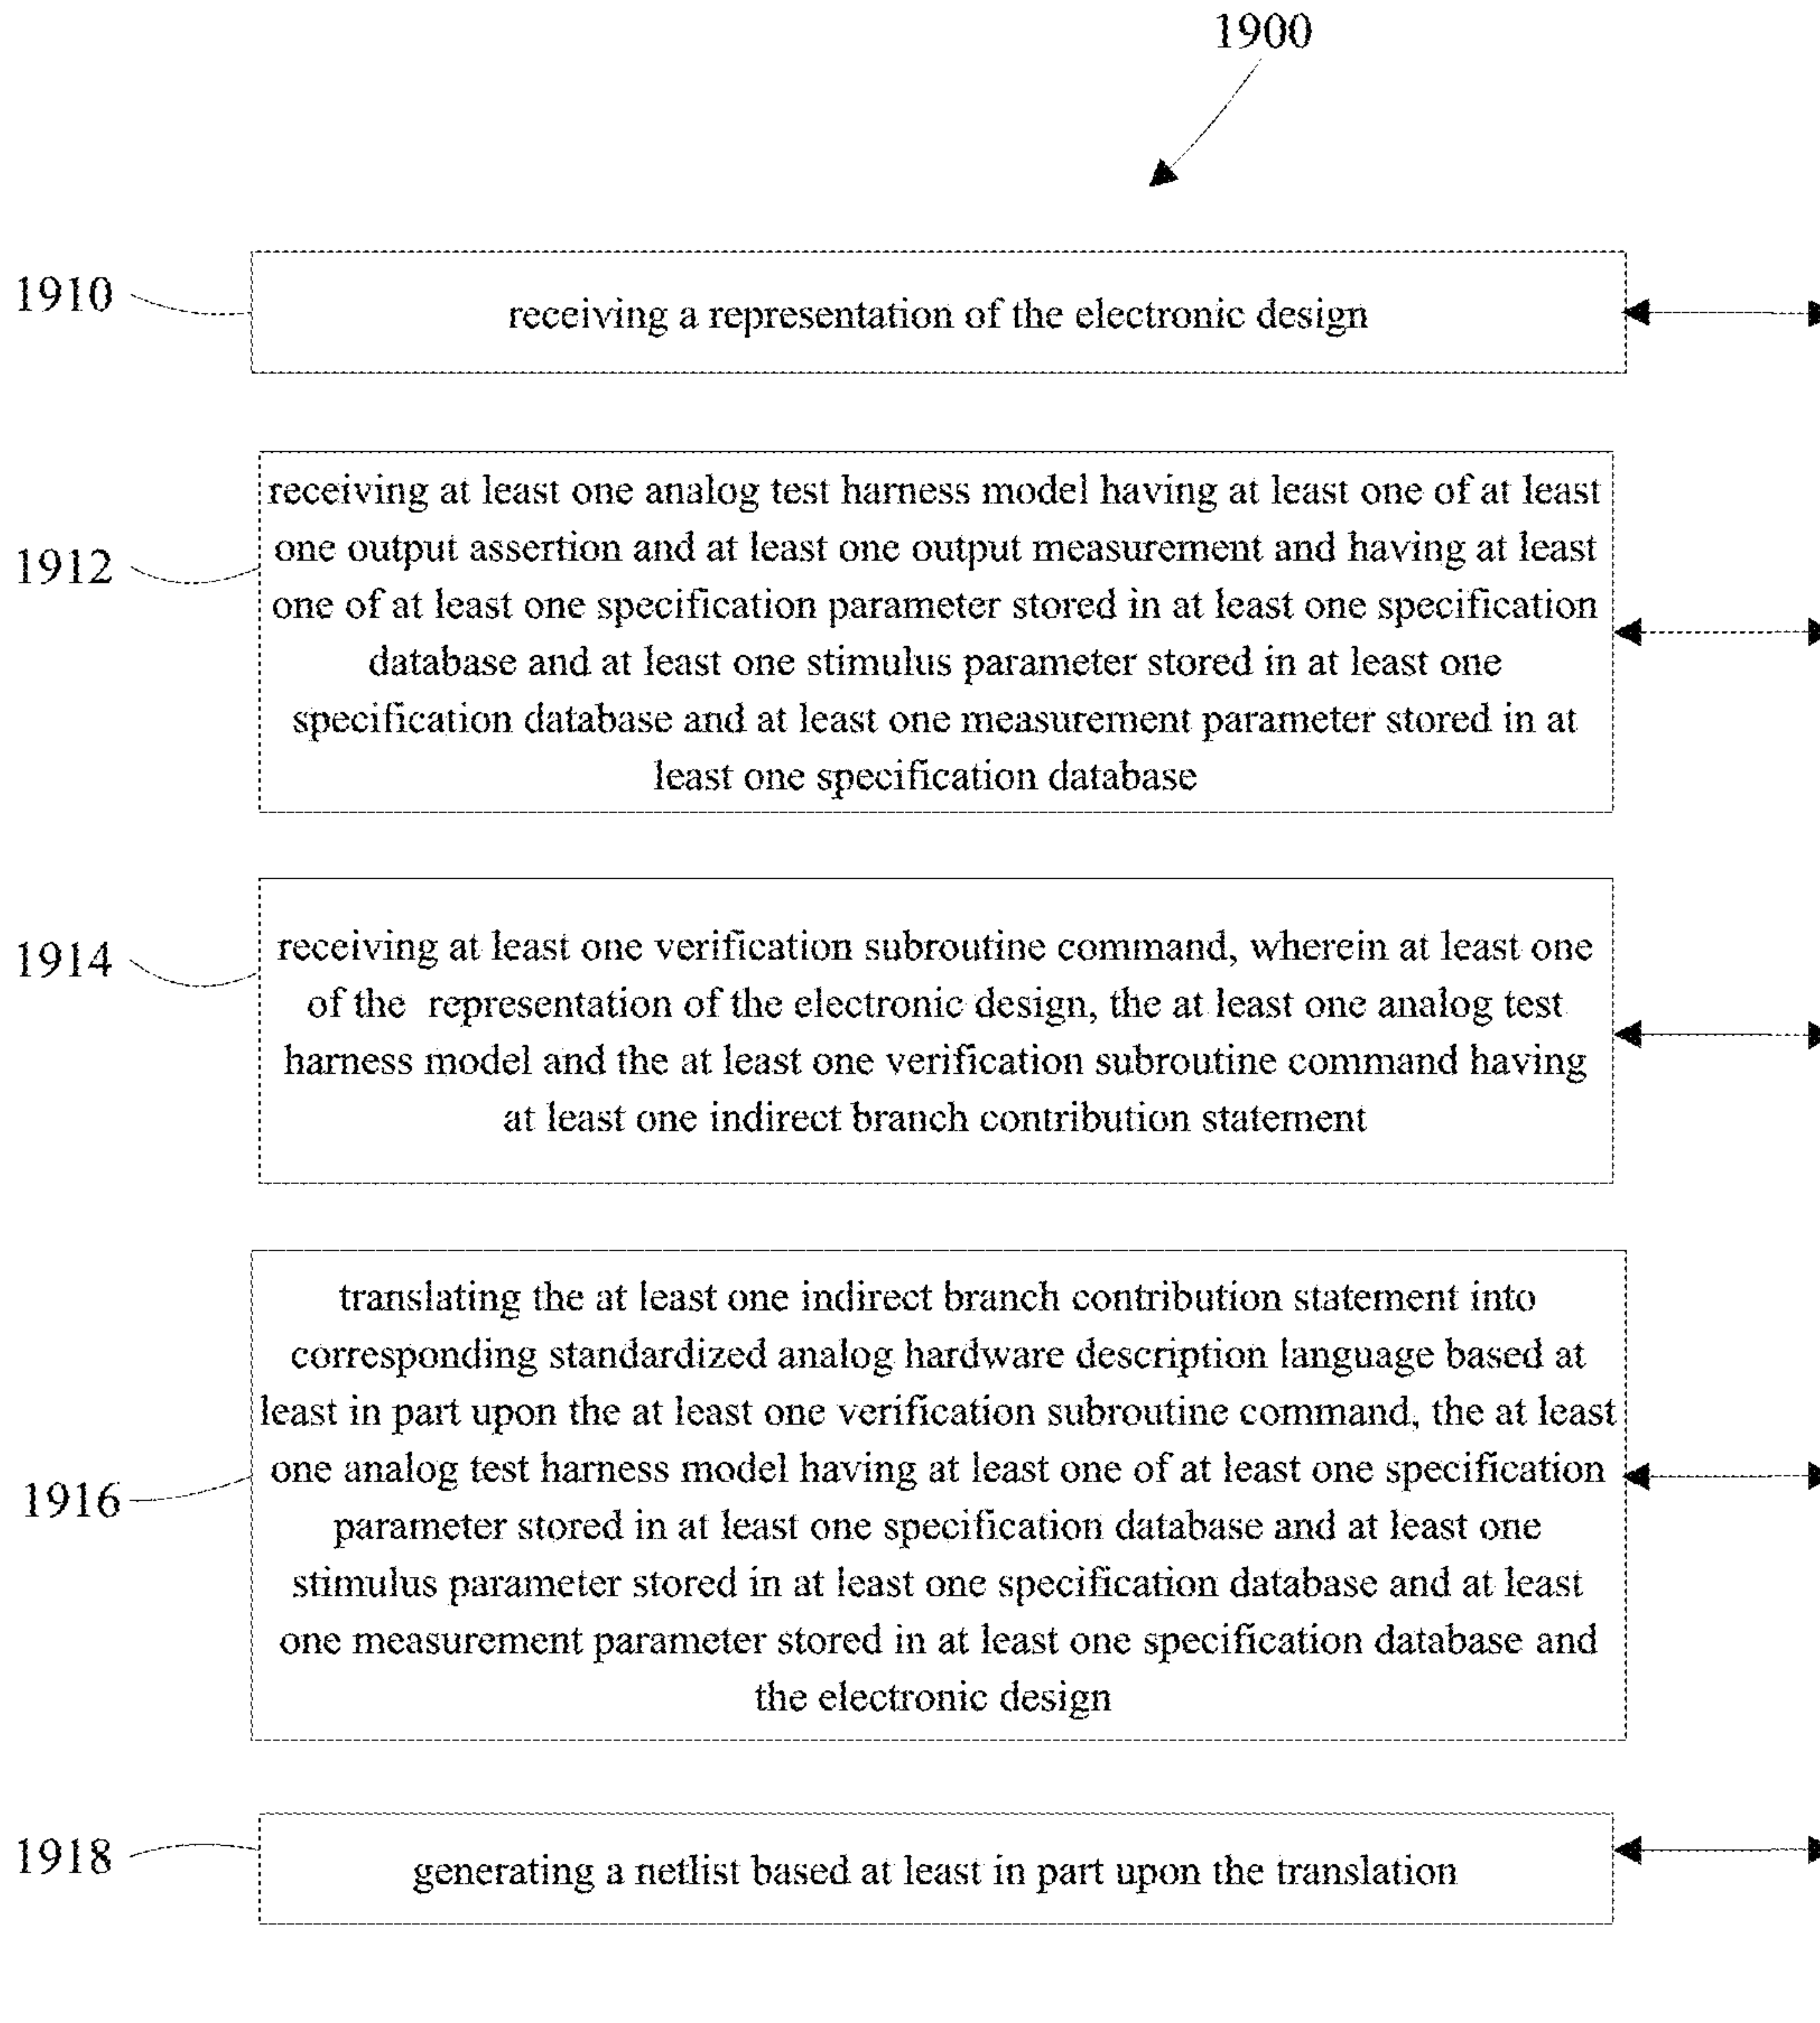 1900
1910
receiving a representation of the electronic design
1912
receiving at least one analog test harness model having at least one of at least
one output assertion and at least one output measurement and having at least
one of at least one specification parameter stored in at least one specification
database and at least one stimulus parameter stored in at least one
specification database and at least one measurement parameter stored in at
least one specification database
1914
receiving at least one verification subroutine command, wherein at least one
of the representation of the electronic design, the at least one analog test
harness model and the at least one verification subroutine command having
at least one indirect branch contribution statement
1916
translating the at least one indirect branch contribution statement into
corresponding standardized analog hardware description language based at
least in part upon the at least one verification subroutine command, the at least
one analog test harness model having at least one of at least one specification
parameter stored in at least one specification database and at least one
stimulus parameter stored in at least one specification database and at least
one measurement parameter stored in at least one specification database and
the electronic design
1918
generating a netlist based at least in part upon the translation